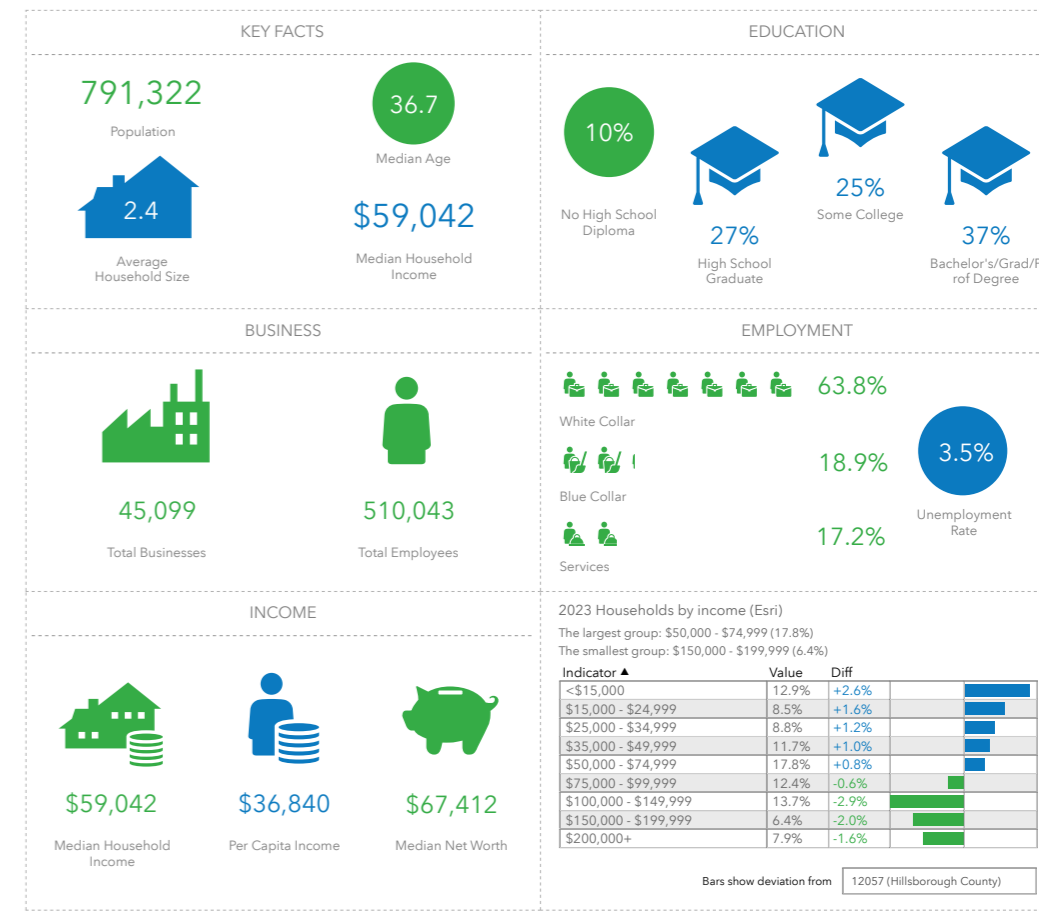 KEY FACTS
791,322
Population
36.7
Median Age
2.4
Average
Household Size
$59,042
Median Household
Income
EDUCATION
10%
No High School
Diploma
27%
High School
Graduate
25%
Some College
37%
Bachelor's/Grad/P
rof Degree
BUSINESS
45,099
Total Businesses
510,043
Total Employees
EMPLOYMENT
63.8%
White Collar
18.9%
Blue Collar
17.2%
Services
3.5%
Unemployment
Rate
INCOME
$59,042
Median Household
Income
$36,840
Per Capita Income
$67,412
Median Net Worth
2023 Households by income (Esri)
The largest group: $50,000 - $74,999 (17.8%)
The smallest group: $150,000 - $199,999 (6.4%)
Indicator ▲ Value Diff
<$15,000 12.9% +2.6%
$15,000 - $24,999 8.5% +1.6%
$25,000 - $34,999 8.8% +1.2%
$35,000 - $49,999 11.7% +1.0%
$50,000 - $74,999 17.8% +0.8%
$75,000 - $99,999 12.4% -0.6%
$100,000 - $149,999 13.7% -2.9%
$150,000 - $199,999 6.4% -2.0%
$200,000+ 7.9% -1.6%
Bars show deviation from 12057 (Hillsborough County)